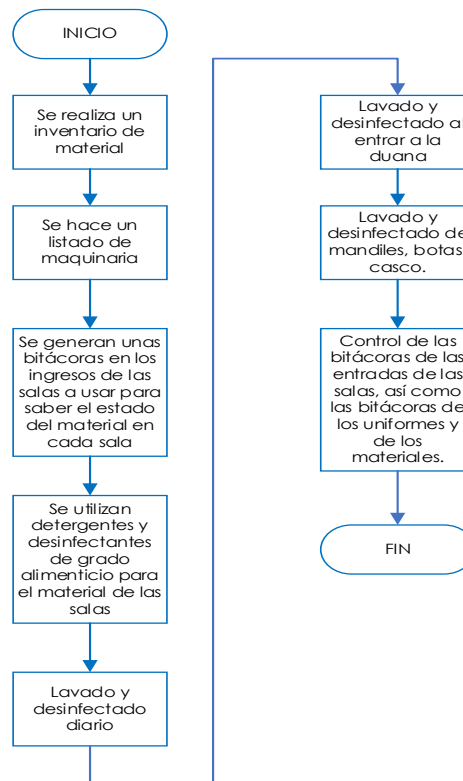 INICIO
Se realiza un
inventario de
material
Se hace un
listado de
maquinaria
Se generan unas
bitácoras en los
ingresos de las
salas a usar para
saber el estado
del material en
cada sala
Se utilizan
detergentes y
desinfectantes
de grado
alimenticio para
el material de las
salas
Lavado y
desinfectado
diario
Lavado y
desinfectado al
entrar a la
duana
Lavado y
desinfectado de
mandiles, botas,
casco.
Control de las
bitácoras de las
entradas de las
salas, así como
las bitácoras de
los uniformes y
de los
materiales.
FIN